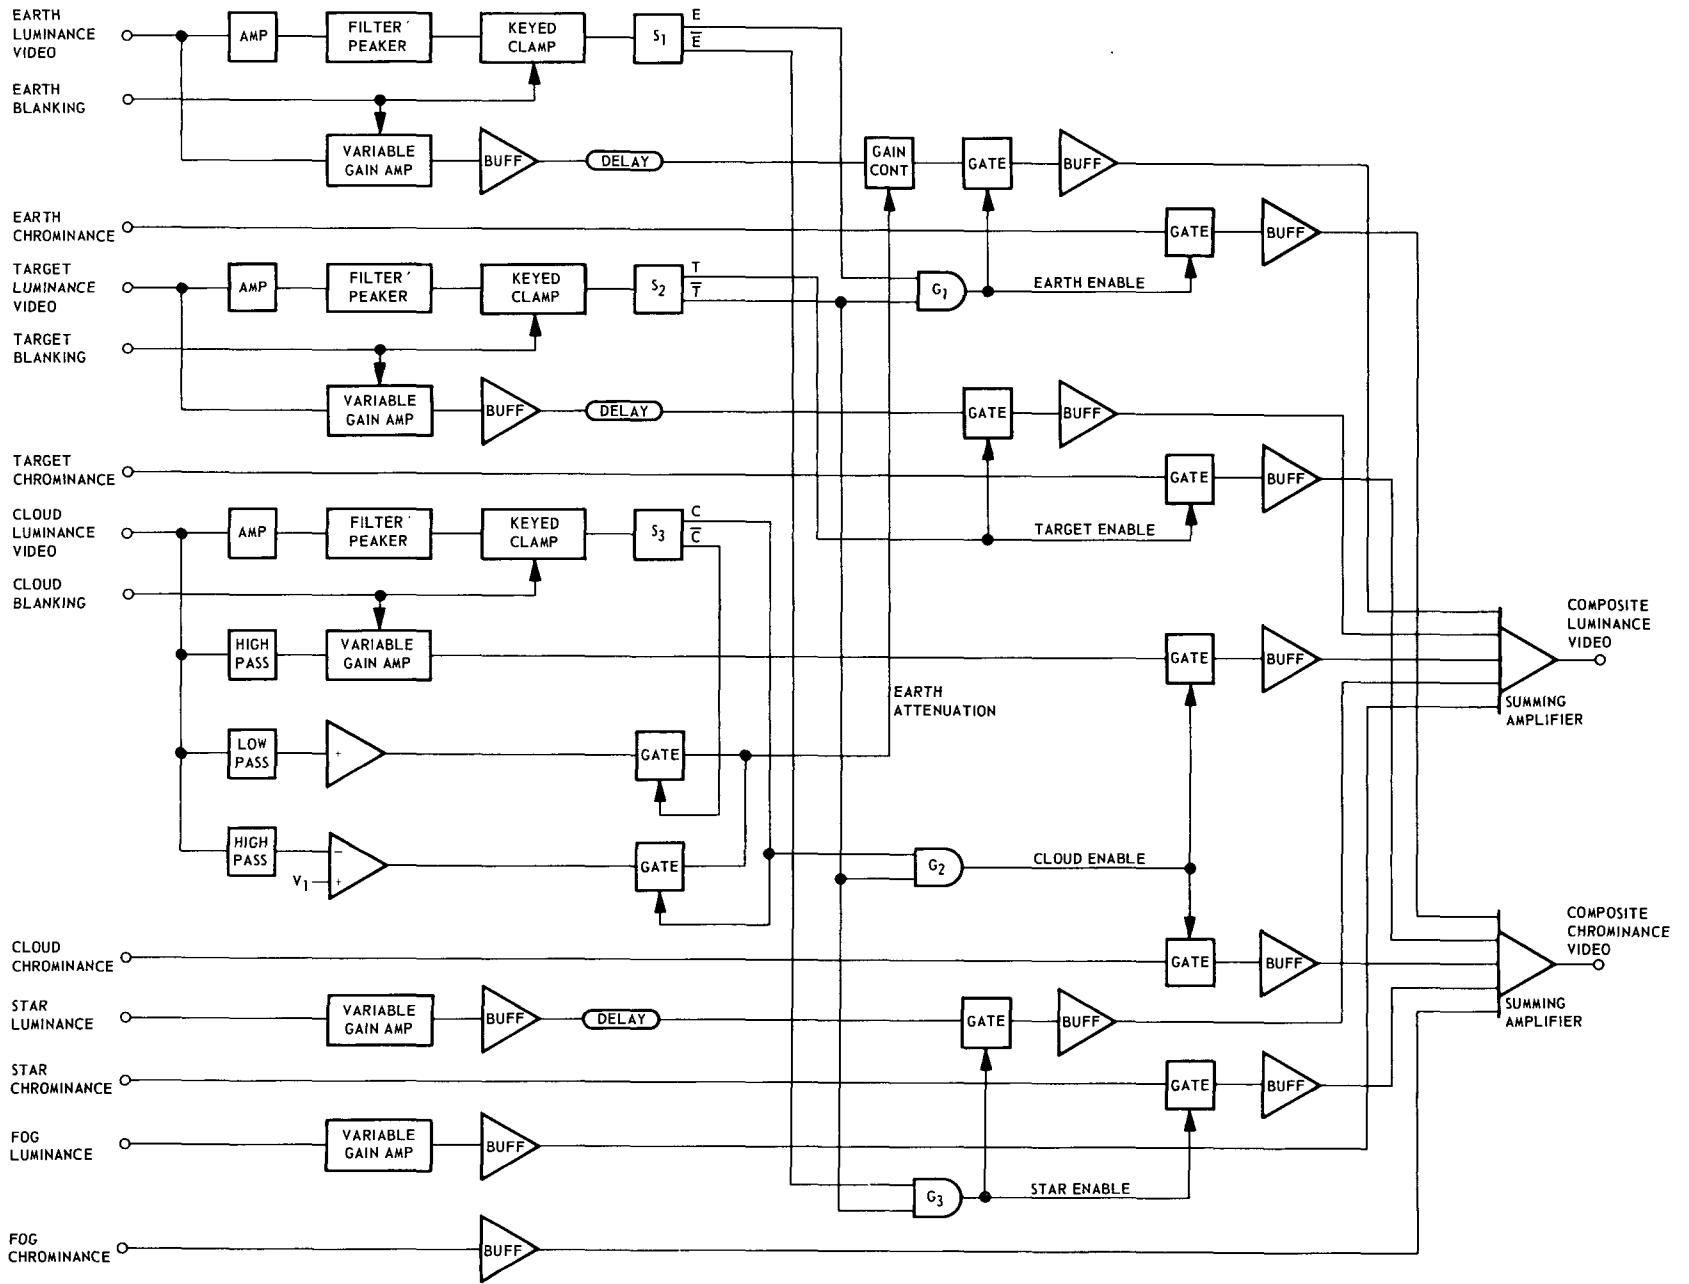 EARTH
LUMINANCE
VIDEO
AMP
FILTER
PEAKER
KEYED
CLAMP
S1
E
E̅
EARTH
BLANKING
VARIABLE
GAIN AMP
BUFF
DELAY
GAIN
CONT
GATE
BUFF
EARTH
CHROMINANCE
GATE
BUFF
TARGET
LUMINANCE
VIDEO
AMP
FILTER
PEAKER
KEYED
CLAMP
S2
T
T̅
G1
EARTH ENABLE
TARGET
BLANKING
VARIABLE
GAIN AMP
BUFF
DELAY
GATE
BUFF
TARGET
CHROMINANCE
GATE
BUFF
CLOUD
LUMINANCE
VIDEO
AMP
FILTER
PEAKER
KEYED
CLAMP
S3
C
C̅
TARGET ENABLE
CLOUD
BLANKING
HIGH
PASS
VARIABLE
GAIN AMP
GATE
BUFF
COMPOSITE
LUMINANCE
VIDEO
SUMMING
AMPLIFIER
EARTH
ATTENUATION
LOW
PASS
+
GATE
HIGH
PASS
−
V1
+
GATE
G2
CLOUD ENABLE
CLOUD
CHROMINANCE
GATE
BUFF
COMPOSITE
CHROMINANCE
VIDEO
SUMMING
AMPLIFIER
STAR
LUMINANCE
VARIABLE
GAIN AMP
BUFF
DELAY
GATE
BUFF
STAR
CHROMINANCE
GATE
BUFF
FOG
LUMINANCE
VARIABLE
GAIN AMP
BUFF
G3
STAR ENABLE
FOG
CHROMINANCE
BUFF